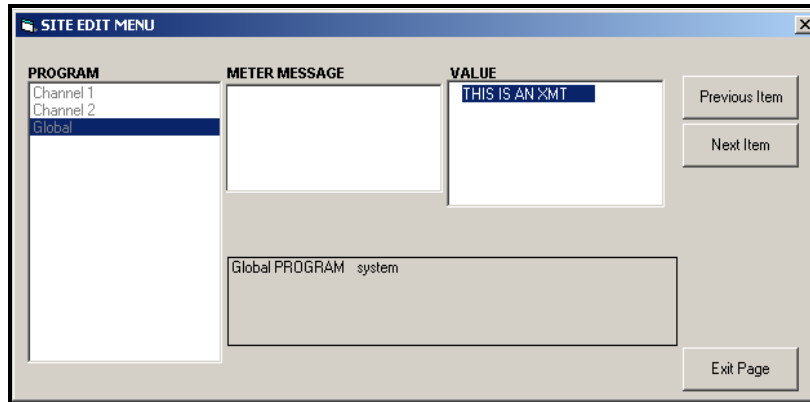 SITE EDIT MENU
PROGRAM
Channel 1
Channel 2
Global
METER MESSAGE
VALUE
THIS IS AN XMT
Previous Item
Next Item
Global PROGRAM system
Exit Page